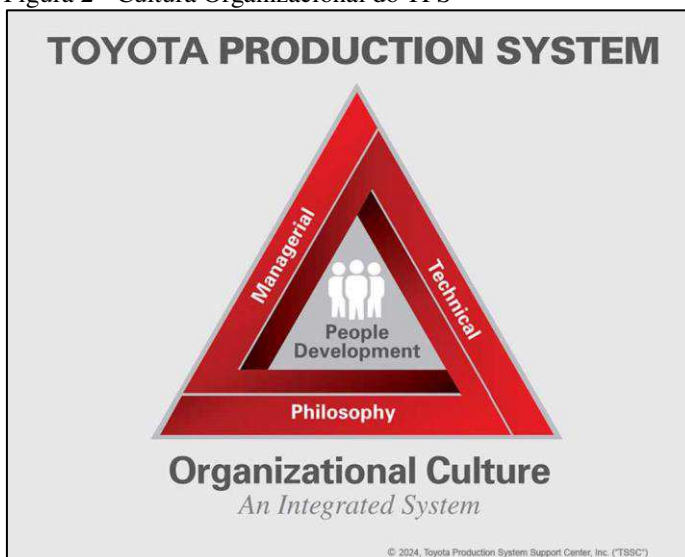 Figura 2 - Cultura Organizacional do TPS
TOYOTA PRODUCTION SYSTEM
Managerial
Technical
People
Development
Philosophy
Organizational Culture
An Integrated System
© 2024, Toyota Production System Support Center, Inc. ("TSSC")